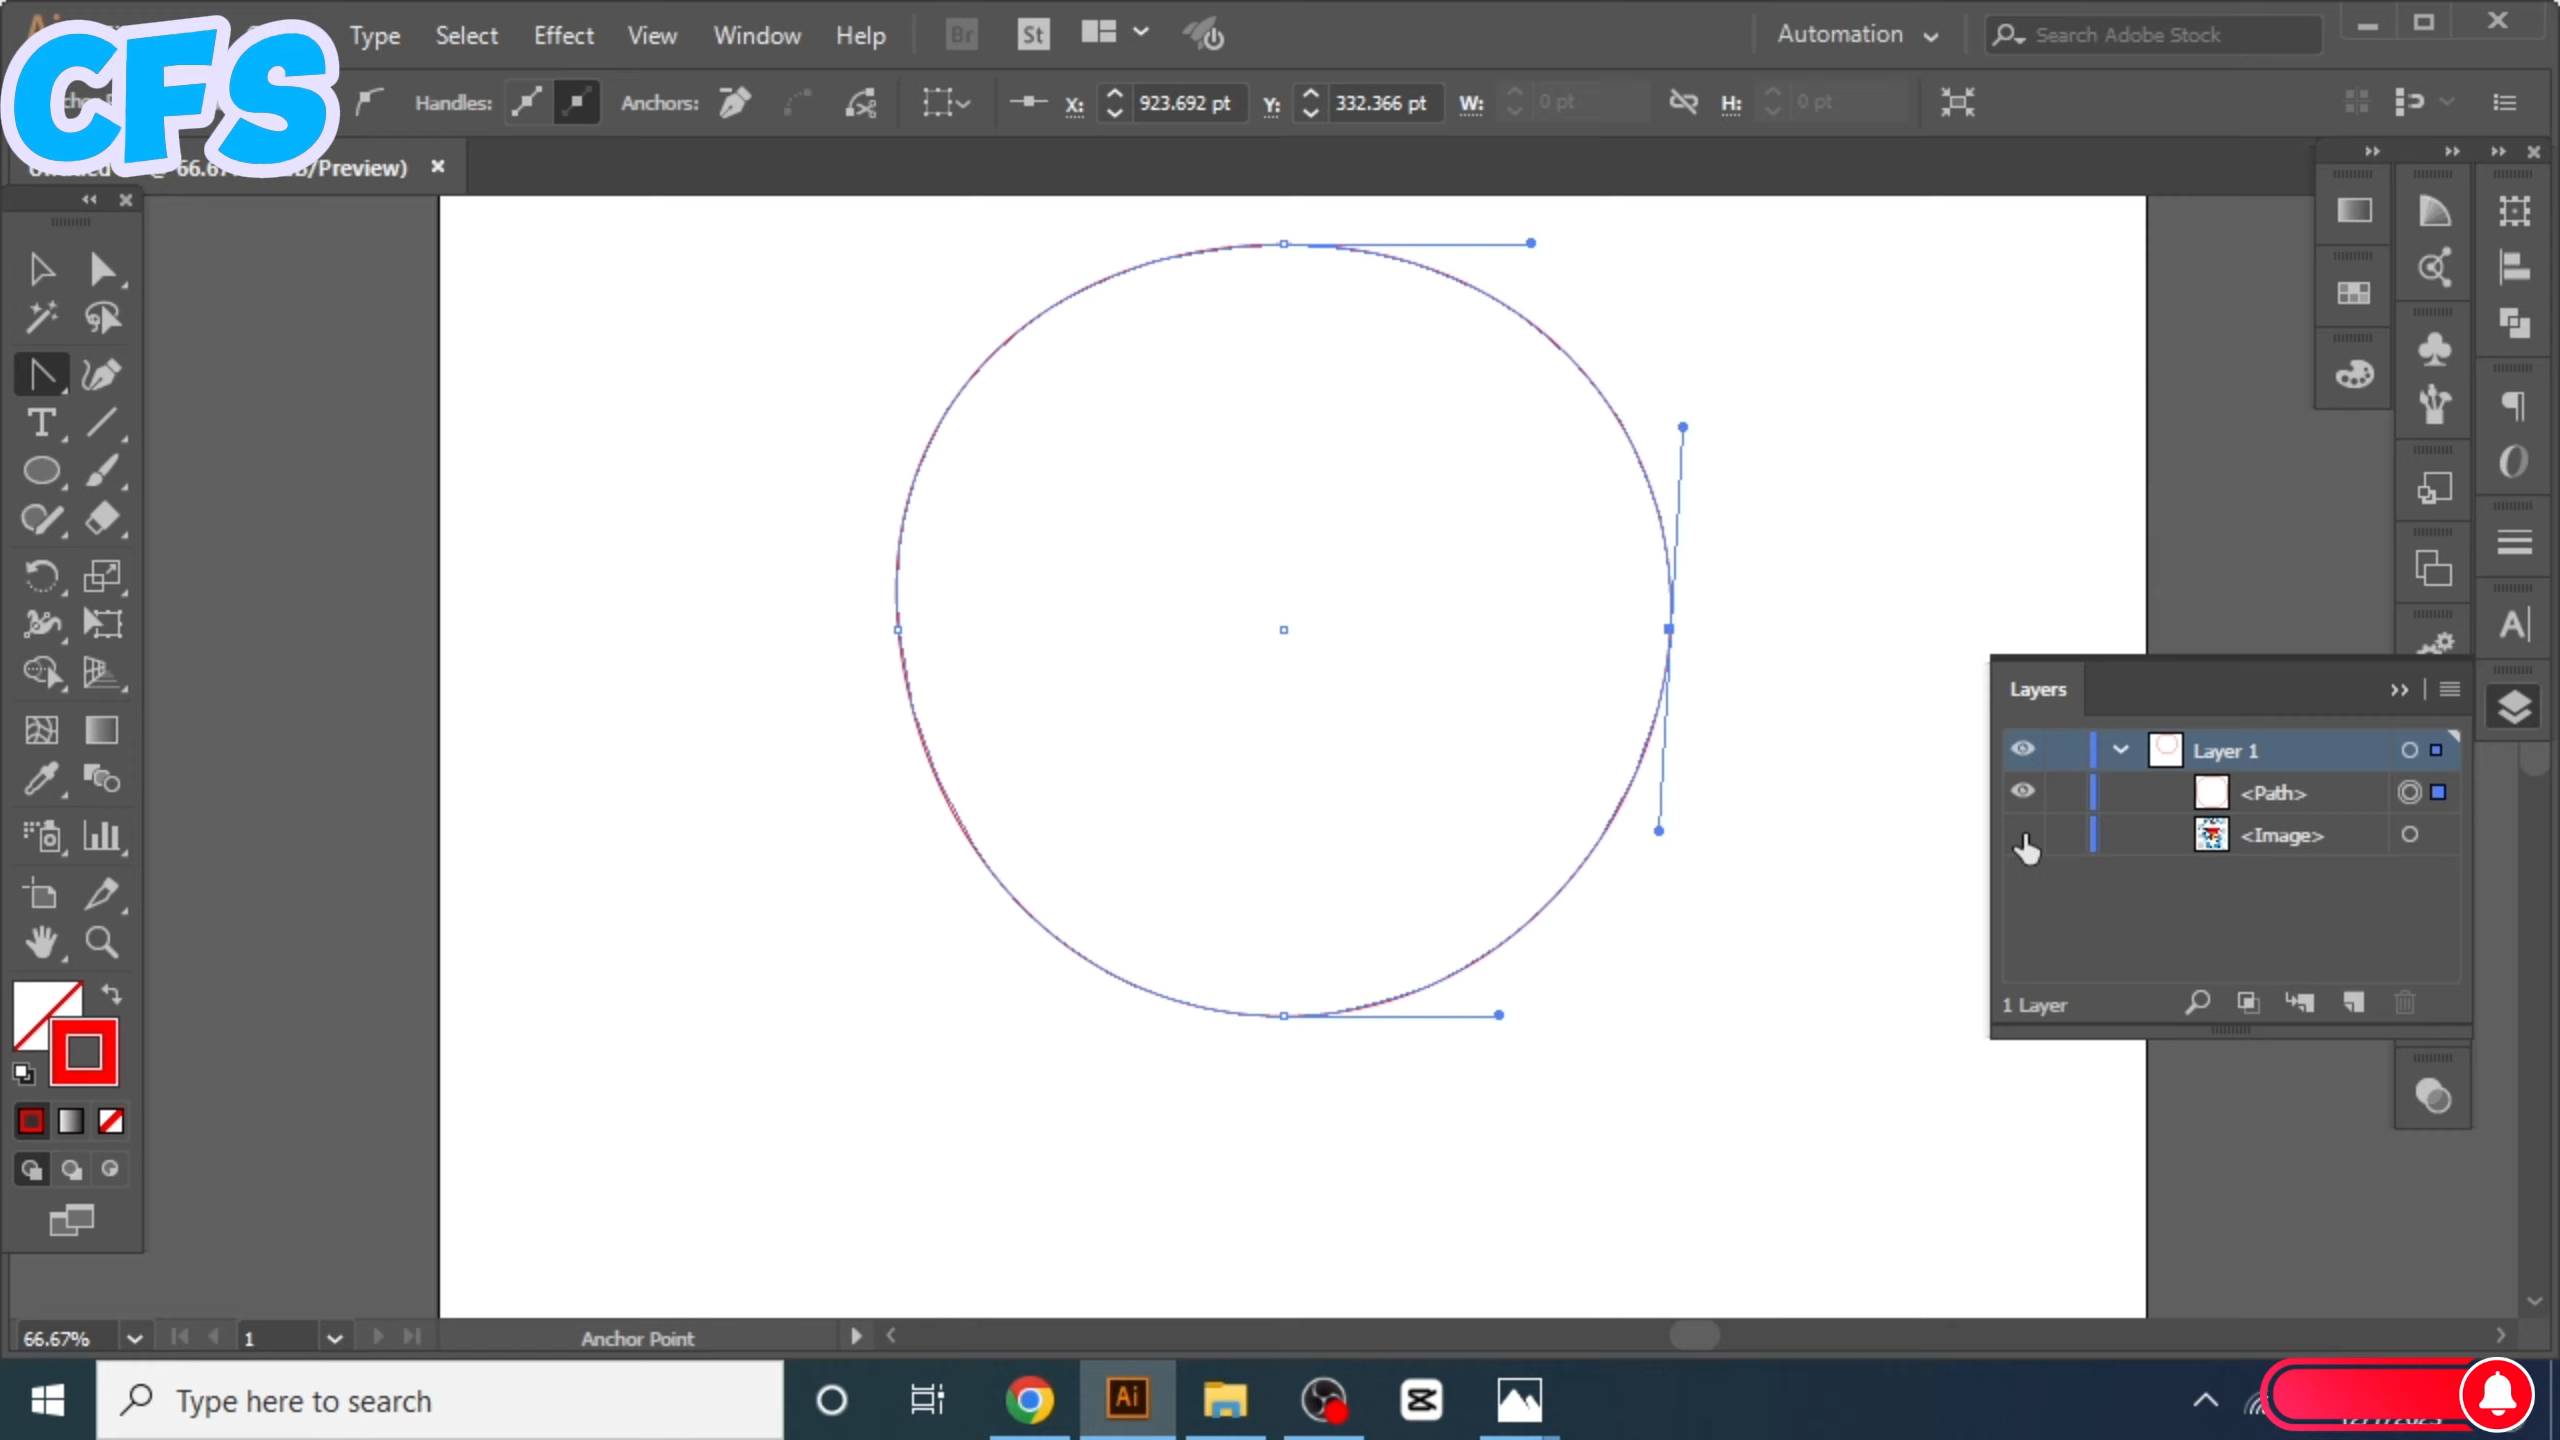 CFS
Type Select Effect View Window Help Br St Automation Search Adobe Stock
Handles: Anchors: X: 923.692 pt Y: 332.366 pt W: 0 pt H: 0 pt
/Preview)
Layers
Layer 1
<Path>
<Image>
1 Layer
66.67% 1 Anchor Point
Type here to search Ai